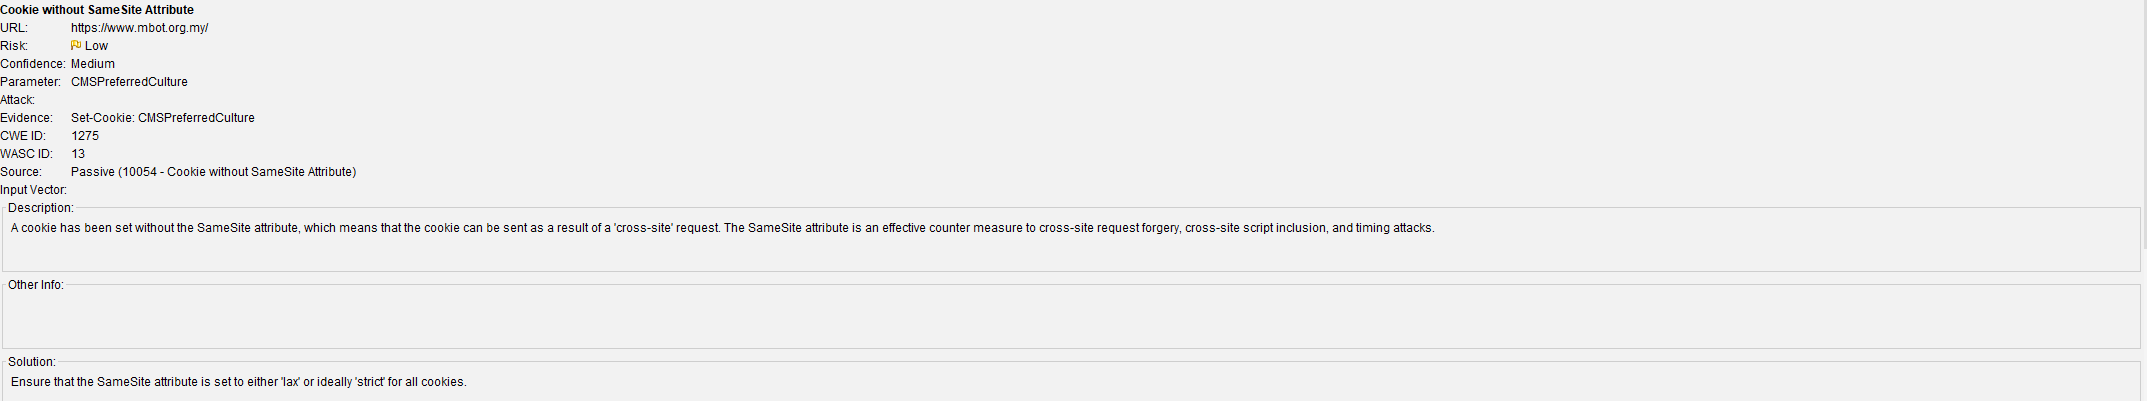 Cookie without SameSite Attribute
URL: https://www.mbot.org.my/
Risk: Low
Confidence: Medium
Parameter: CMSPreferredCulture
Attack:
Evidence: Set-Cookie: CMSPreferredCulture
CWE ID: 1275
WASC ID: 13
Source: Passive (10054 - Cookie without SameSite Attribute)
Input Vector:
Description:
A cookie has been set without the SameSite attribute, which means that the cookie can be sent as a result of a 'cross-site' request. The SameSite attribute is an effective counter measure to cross-site request forgery, cross-site script inclusion, and timing attacks.
Other Info:
Solution:
Ensure that the SameSite attribute is set to either 'lax' or ideally 'strict' for all cookies.